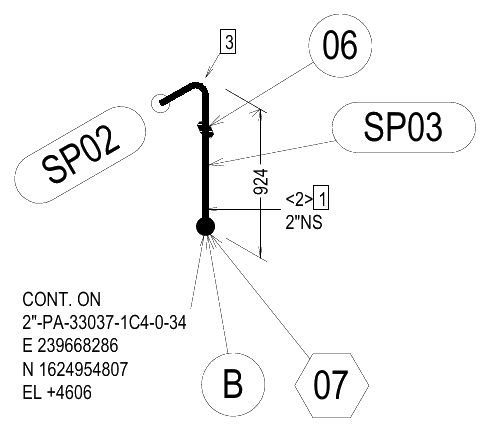 3
06
SP02
SP03
924
<2> 1
2"NS
CONT. ON
2"-PA-33037-1C4-0-34
E 239668286
N 1624954807
EL +4606
B
07